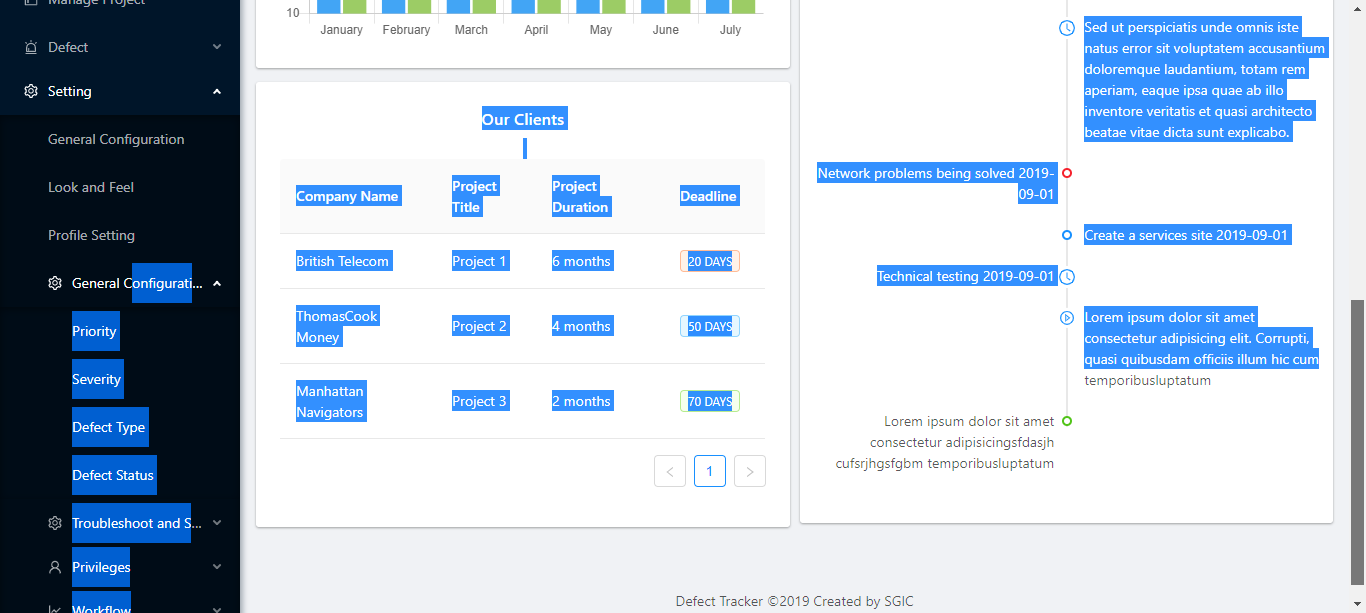 Manage Project
Defect
Setting
General Configuration
Look and Feel
Profile Setting
General Configurati...
Priority
Severity
Defect Type
Defect Status
Troubleshoot and S...
Privileges
Workflow
10
January February March April May June July
Our Clients
Company Name
Project
Title
Project
Duration
Deadline
British Telecom Project 1 6 months 20 DAYS
ThomasCook
Money
Project 2 4 months 50 DAYS
Manhattan
Navigators
Project 3 2 months 70 DAYS
< 1 >
Sed ut perspiciatis unde omnis iste
natus error sit voluptatem accusantium
doloremque laudantium, totam rem
aperiam, eaque ipsa quae ab illo
inventore veritatis et quasi architecto
beatae vitae dicta sunt explicabo.
Network problems being solved 2019-
09-01
Create a services site 2019-09-01
Technical testing 2019-09-01
Lorem ipsum dolor sit amet
consectetur adipisicing elit. Corrupti,
quasi quibusdam officiis illum hic cum
temporibusluptatum
Lorem ipsum dolor sit amet
consectetur adipisicingsfdasjh
cufsrjhgsfgbm temporibusluptatum
Defect Tracker ©2019 Created by SGIC